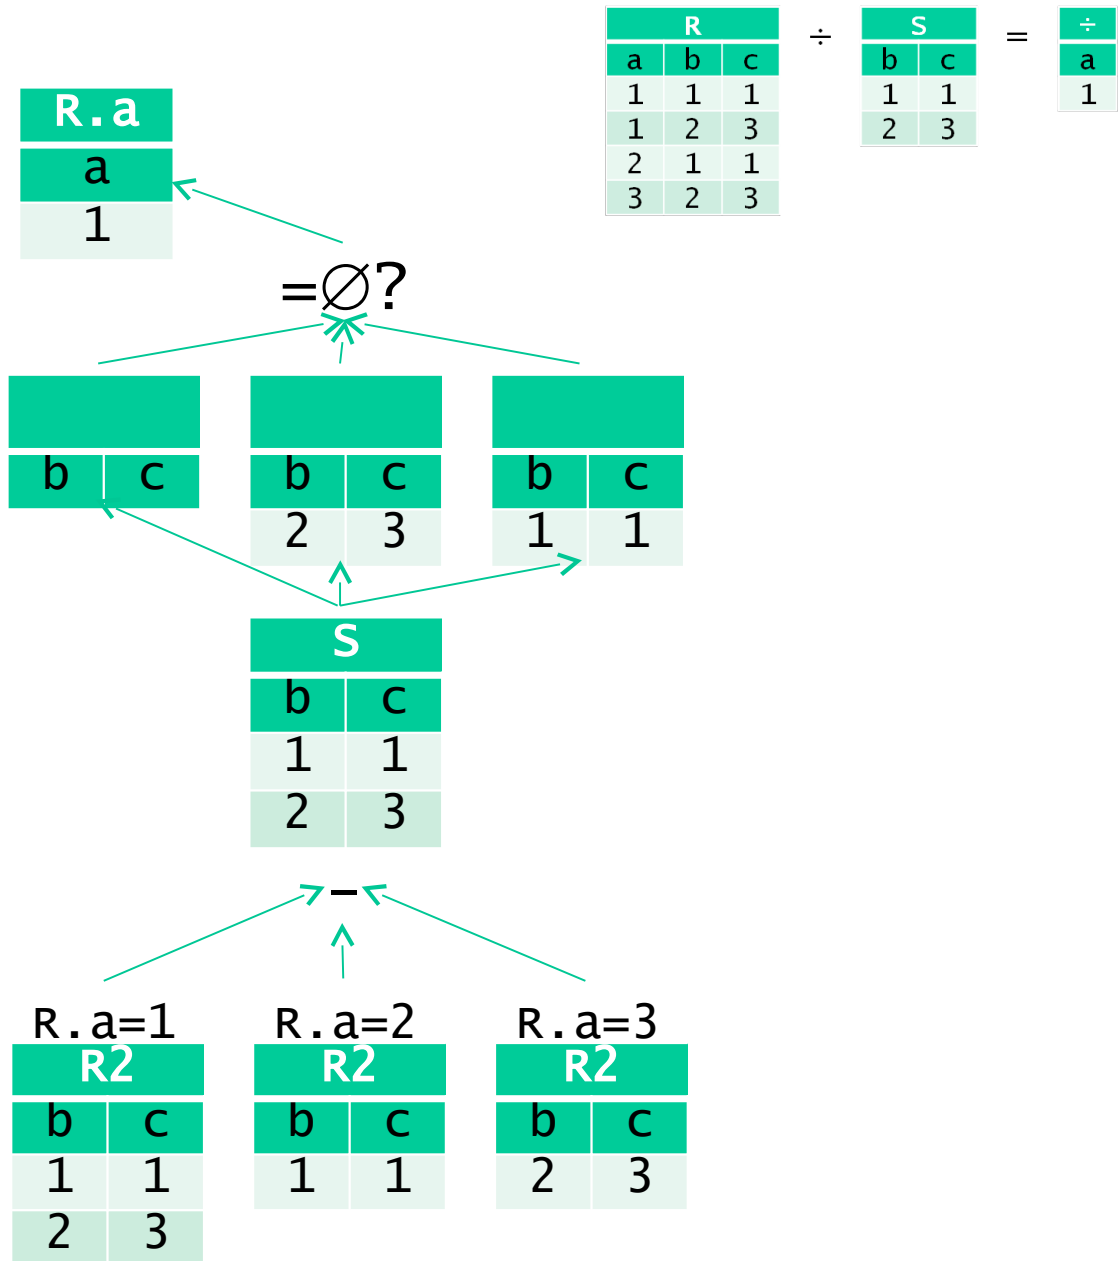 R ÷ S = ÷
a b c b c a
1 1 1 1 1 1
1 2 3 2 3
2 1 1
3 2 3
R.a
a
1
=∅?
b c b c b c
2 3 1 1
S
b c
1 1
2 3
−
R.a=1 R.a=2 R.a=3
R2 R2 R2
b c b c b c
1 1 1 1 2 3
2 3